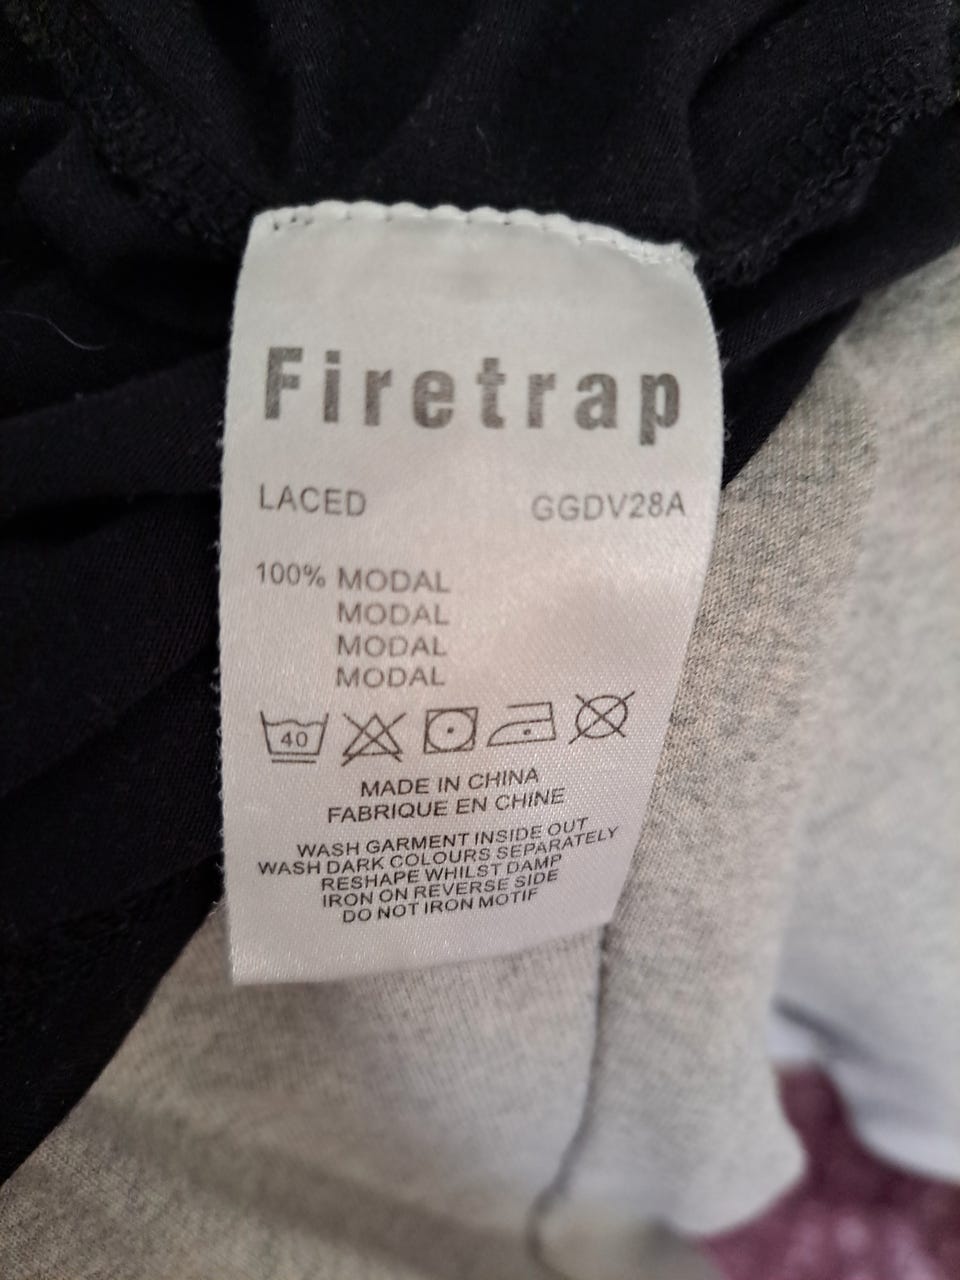 Firetrap
LACED GGDV28A
100% MODAL
MODAL
MODAL
MODAL
40
MADE IN CHINA
FABRIQUE EN CHINE
WASH GARMENT INSIDE OUT
WASH DARK COLOURS SEPARATELY
RESHAPE WHILST DAMP
IRON ON REVERSE SIDE
DO NOT IRON MOTIF